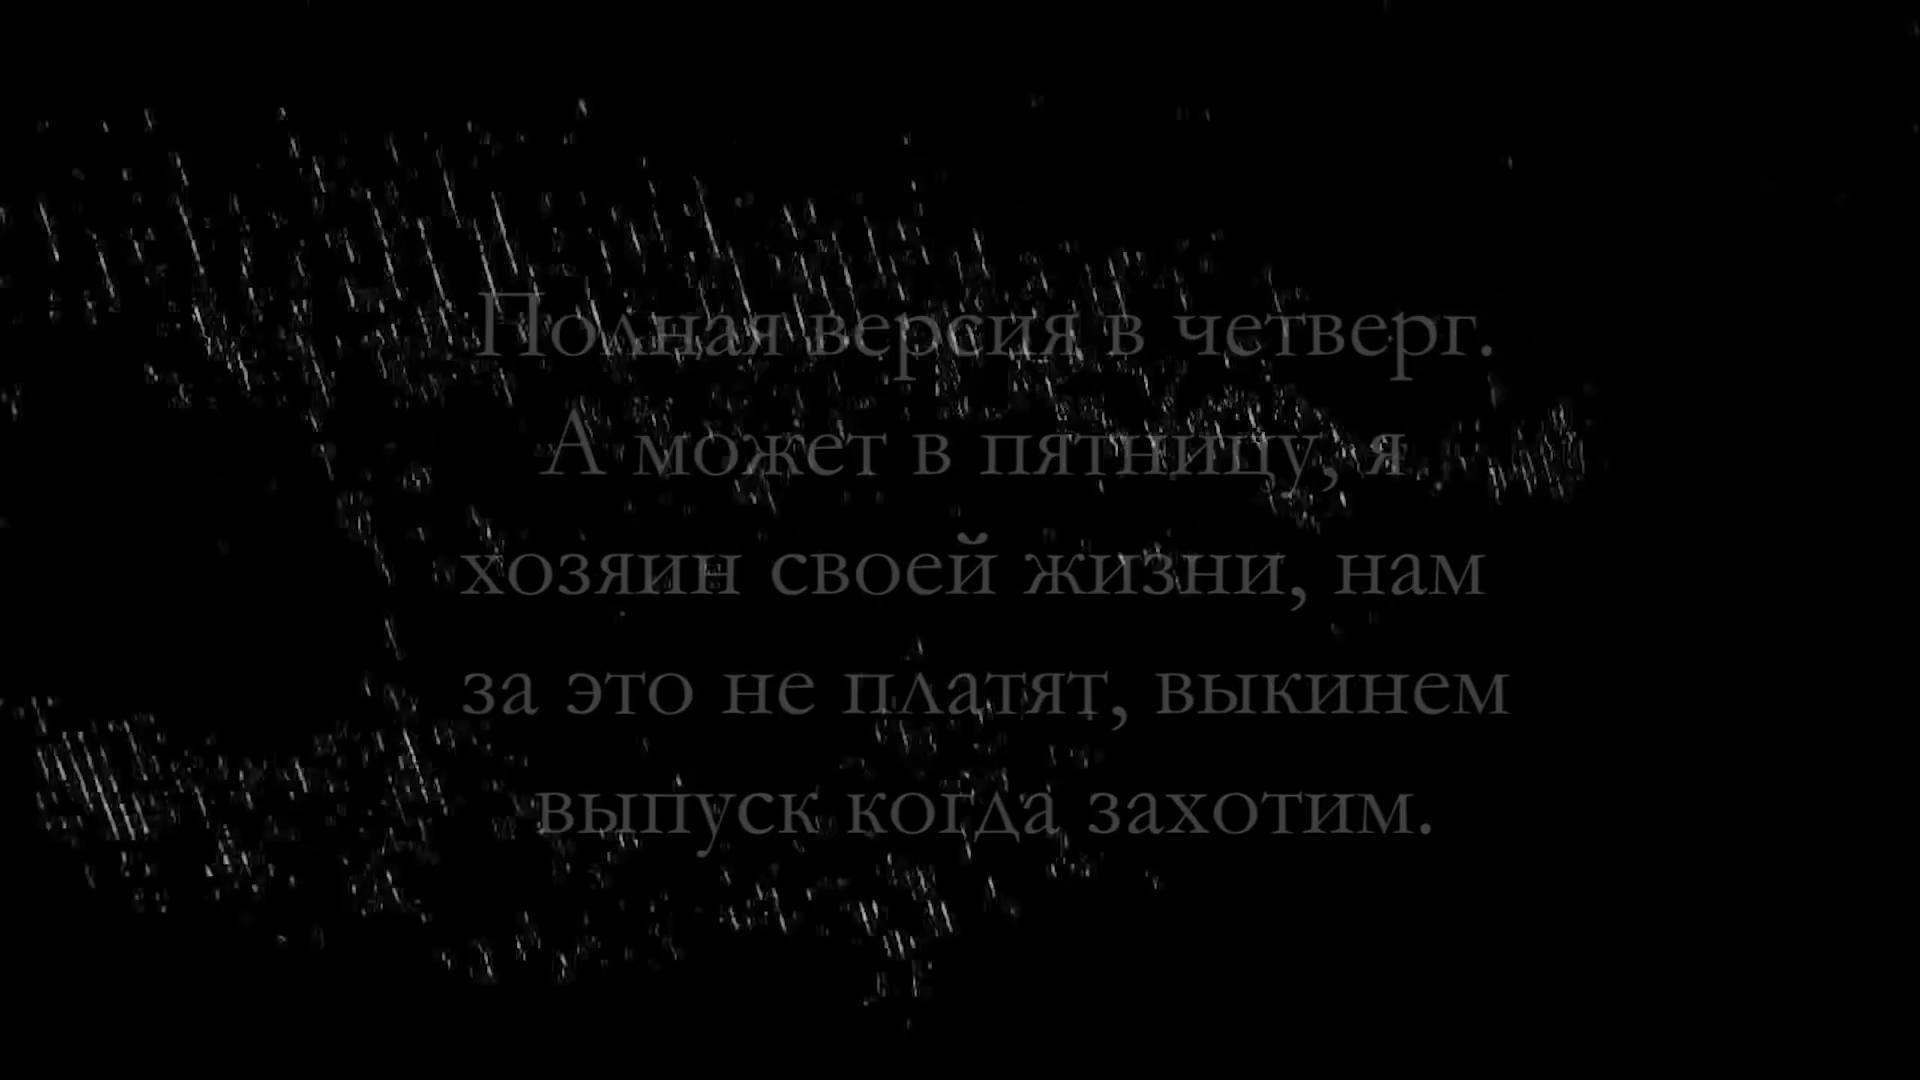 Полная версия в четверг.
А может в пятницу, я
хозяин своей жизни, нам
за это не платят, выкинем
выпуск когда захотим.